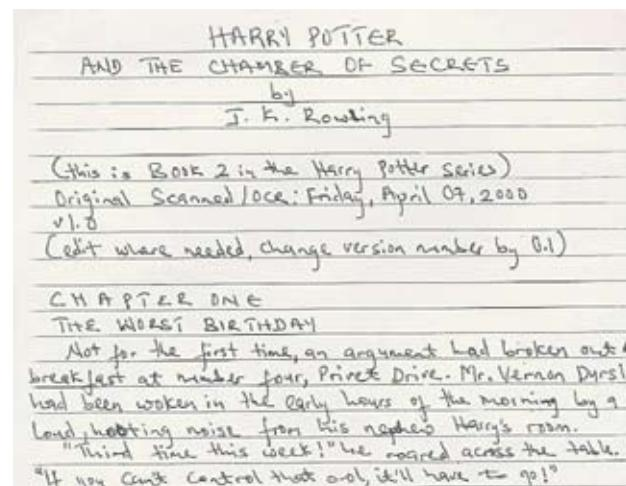 HARRY POTTER
AND THE CHAMBER OF SECRETS
by
J. K. Rowling
(this is Book 2 in the Harry Potter Series)
Original Scanned/OCR: Friday, April 07, 2000
v1.0
(edit where needed, change version number by 0.1)
CHAPTER ONE
THE WORST BIRTHDAY
Not for the first time, an argument had broken out
breakfast at number four, Privet Drive. Mr. Vernon Dursl
had been woken in the early hours of the morning by a
loud, hooting noise from his nephew Harry's room.
"Third time this week!" he roared across the table.
"If you can't control that owl, it'll have to go!"